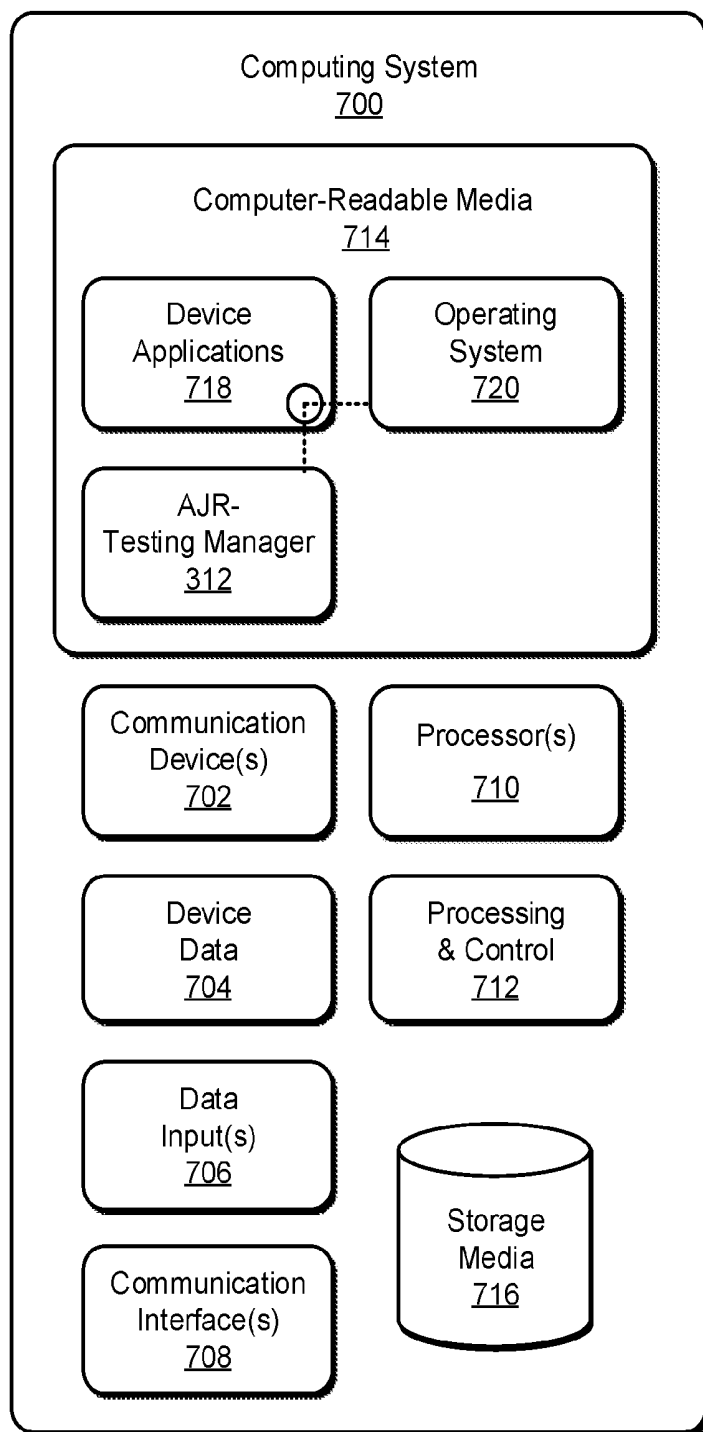 Computing System
700
Computer-Readable Media
714
Device
Applications
718
Operating
System
720
AJR-
Testing Manager
312
Communication
Device(s)
702
Processor(s)
710
Device
Data
704
Processing
& Control
712
Data
Input(s)
706
Storage
Media
716
Communication
Interface(s)
708